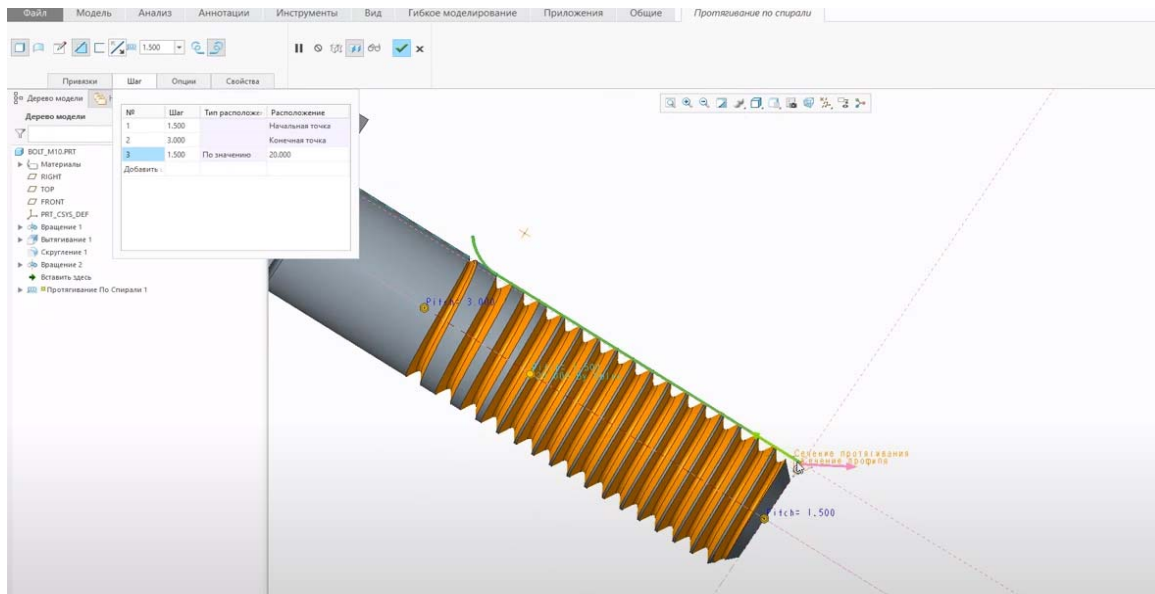 Файл Модель Анализ Аннотации Инструменты Вид Гибкое моделирование Приложения Общие Протягивание по спирали
1.500
Привязки Шаг Опции Свойства
Дерево модели
Дерево модели
№ Шаг Тип расположе Расположение
1 1.500 Начальная точка
2 3.000 Конечная точка
3 1.500 По значению 20.000
Добавить
BOLT_M10.PRT
Материалы
RIGHT
TOP
FRONT
PRT_CSYS_DEF
Вращение 1
Вытягивание 1
Скругление 1
Вращение 2
Вставить здесь
Протягивание По Спирали 1
Pitch= 3.000
Сечение протягивания
Сечение профиля
Pitch= 1.500